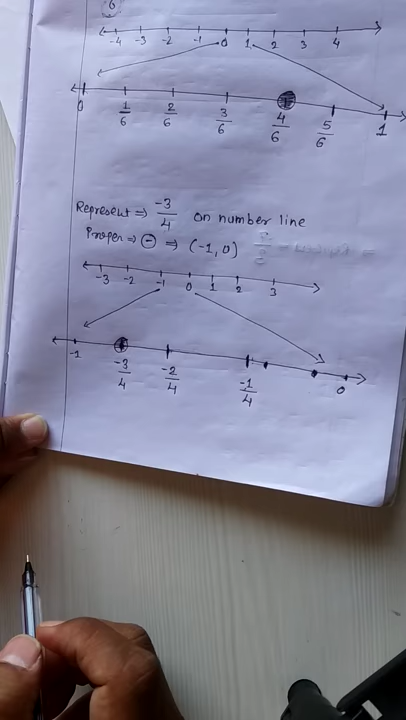 6
-4 -3 -2 -1 0 1 2 3 4
0 1/6 2/6 3/6 4/6 5/6 1
Represent ⇒ -3/4 on number line
Proper ⇒ ⊖ ⇒ (-1, 0)
-3 -2 -1 0 1 2 3
-1 -3/4 -2/4 -1/4 0